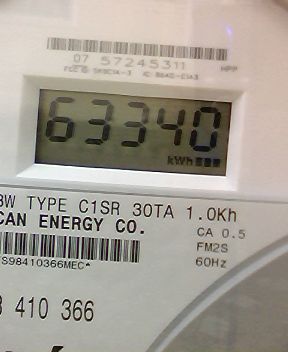 07 57245311
HPP
63340
kWh
3W TYPE C1SR 30TA 1.0Kh
CAN ENERGY CO.
CA 0.5
FM2S
60Hz
S98410366MEC*
410 366